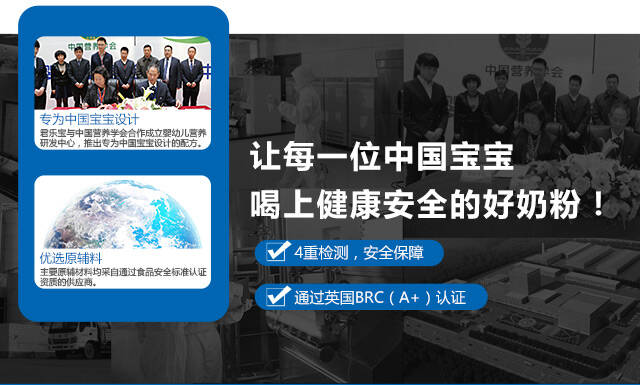 中国营养学会
专为中国宝宝设计
君乐宝与中国营养学会合作成立婴幼儿营养
研发中心，推出专为中国宝宝设计的配方。
优选原辅料
主要原辅材料均采自通过食品安全标准认证
资质的供应商。
中国营养学会
让每一位中国宝宝
喝上健康安全的好奶粉！
4重检测，安全保障
通过英国BRC（A+）认证